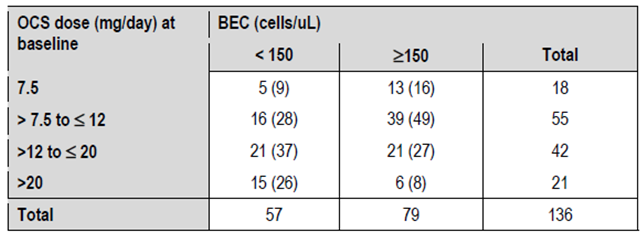 OCS dose (mg/day) at BEC (cells/uL)
baseline < 150 ≥150 Total
7.5 5 (9) 13 (16) 18
> 7.5 to ≤ 12 16 (28) 39 (49) 55
>12 to ≤ 20 21 (37) 21 (27) 42
>20 15 (26) 6 (8) 21
Total 57 79 136